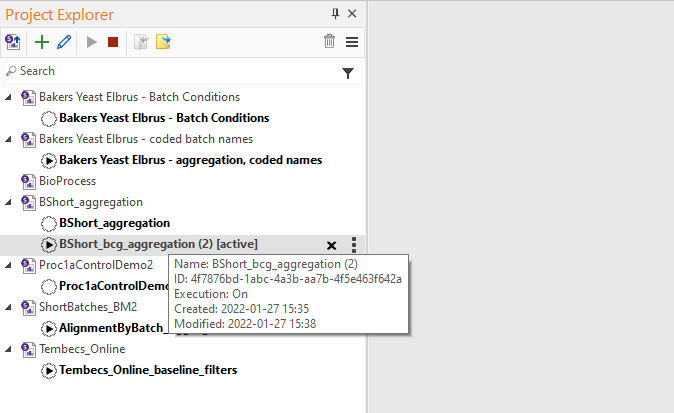 Project Explorer
Search
Bakers Yeast Elbrus - Batch Conditions
Bakers Yeast Elbrus - Batch Conditions
Bakers Yeast Elbrus - coded batch names
Bakers Yeast Elbrus - aggregation, coded names
BioProcess
BShort_aggregation
BShort_aggregation
BShort_bcg_aggregation (2) [active]
Name: BShort_bcg_aggregation (2)
ID: 4f7876bd-1abc-4a3b-aa7b-4f5e463f642a
Execution: On
Created: 2022-01-27 15:35
Modified: 2022-01-27 15:38
Proc1aControlDemo2
Proc1aControlDemo
ShortBatches_BM2
AlignmentByBatch_
Tembecs_Online
Tembecs_Online_baseline_filters